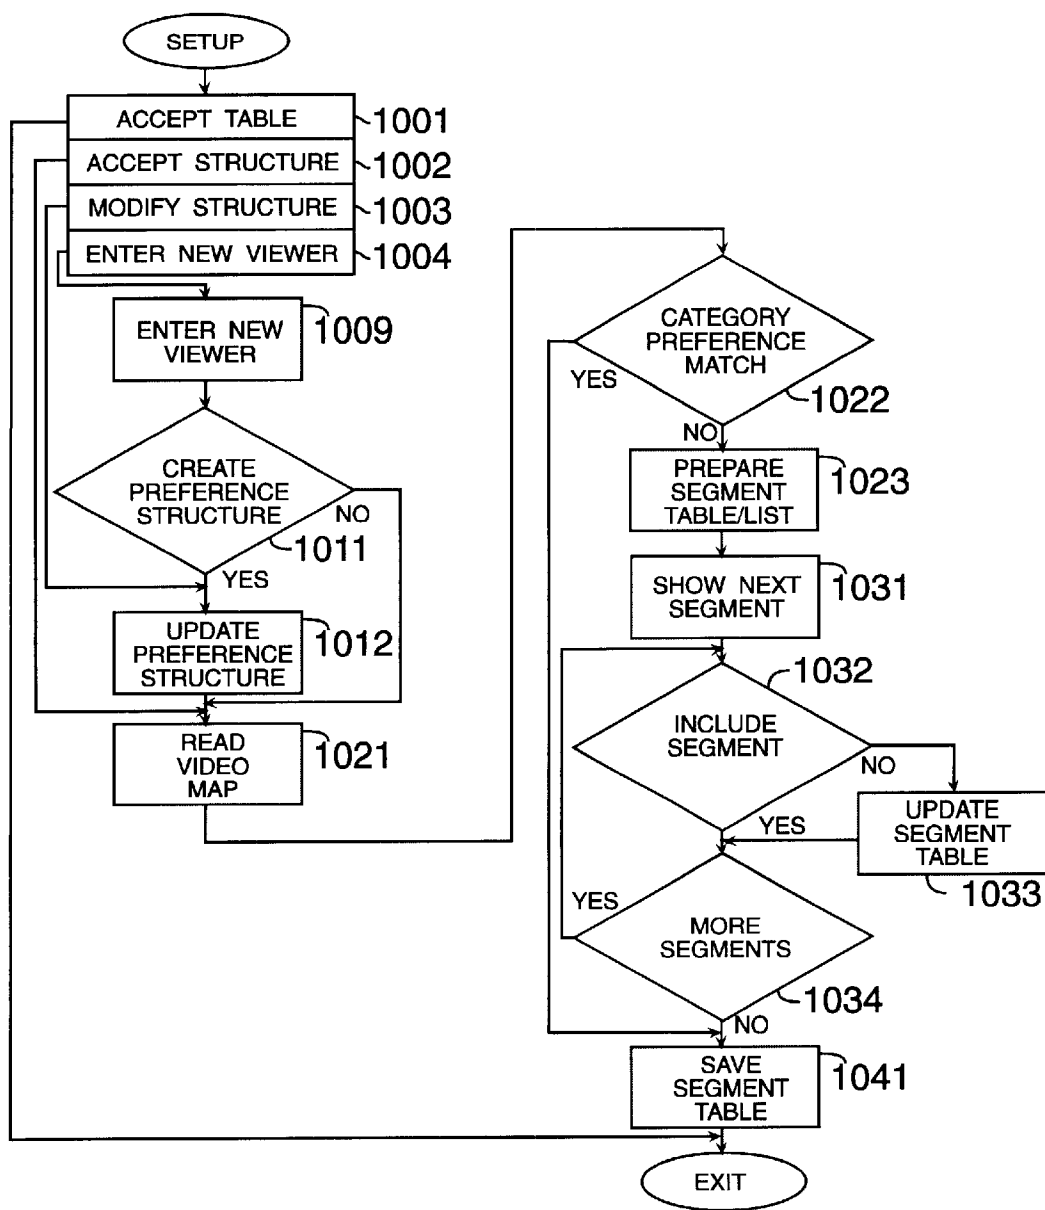 SETUP
ACCEPT TABLE
1001
ACCEPT STRUCTURE
1002
MODIFY STRUCTURE
1003
ENTER NEW VIEWER
1004
ENTER NEW
VIEWER
1009
CREATE
PREFERENCE
STRUCTURE
NO
1011
YES
UPDATE
PREFERENCE
STRUCTURE
1012
READ
VIDEO
MAP
1021
CATEGORY
PREFERENCE
MATCH
YES
1022
NO
PREPARE
SEGMENT
TABLE/LIST
1023
SHOW NEXT
SEGMENT
1031
1032
INCLUDE
SEGMENT
NO
YES
UPDATE
SEGMENT
TABLE
1033
YES
MORE
SEGMENTS
1034
NO
SAVE
SEGMENT
TABLE
1041
EXIT